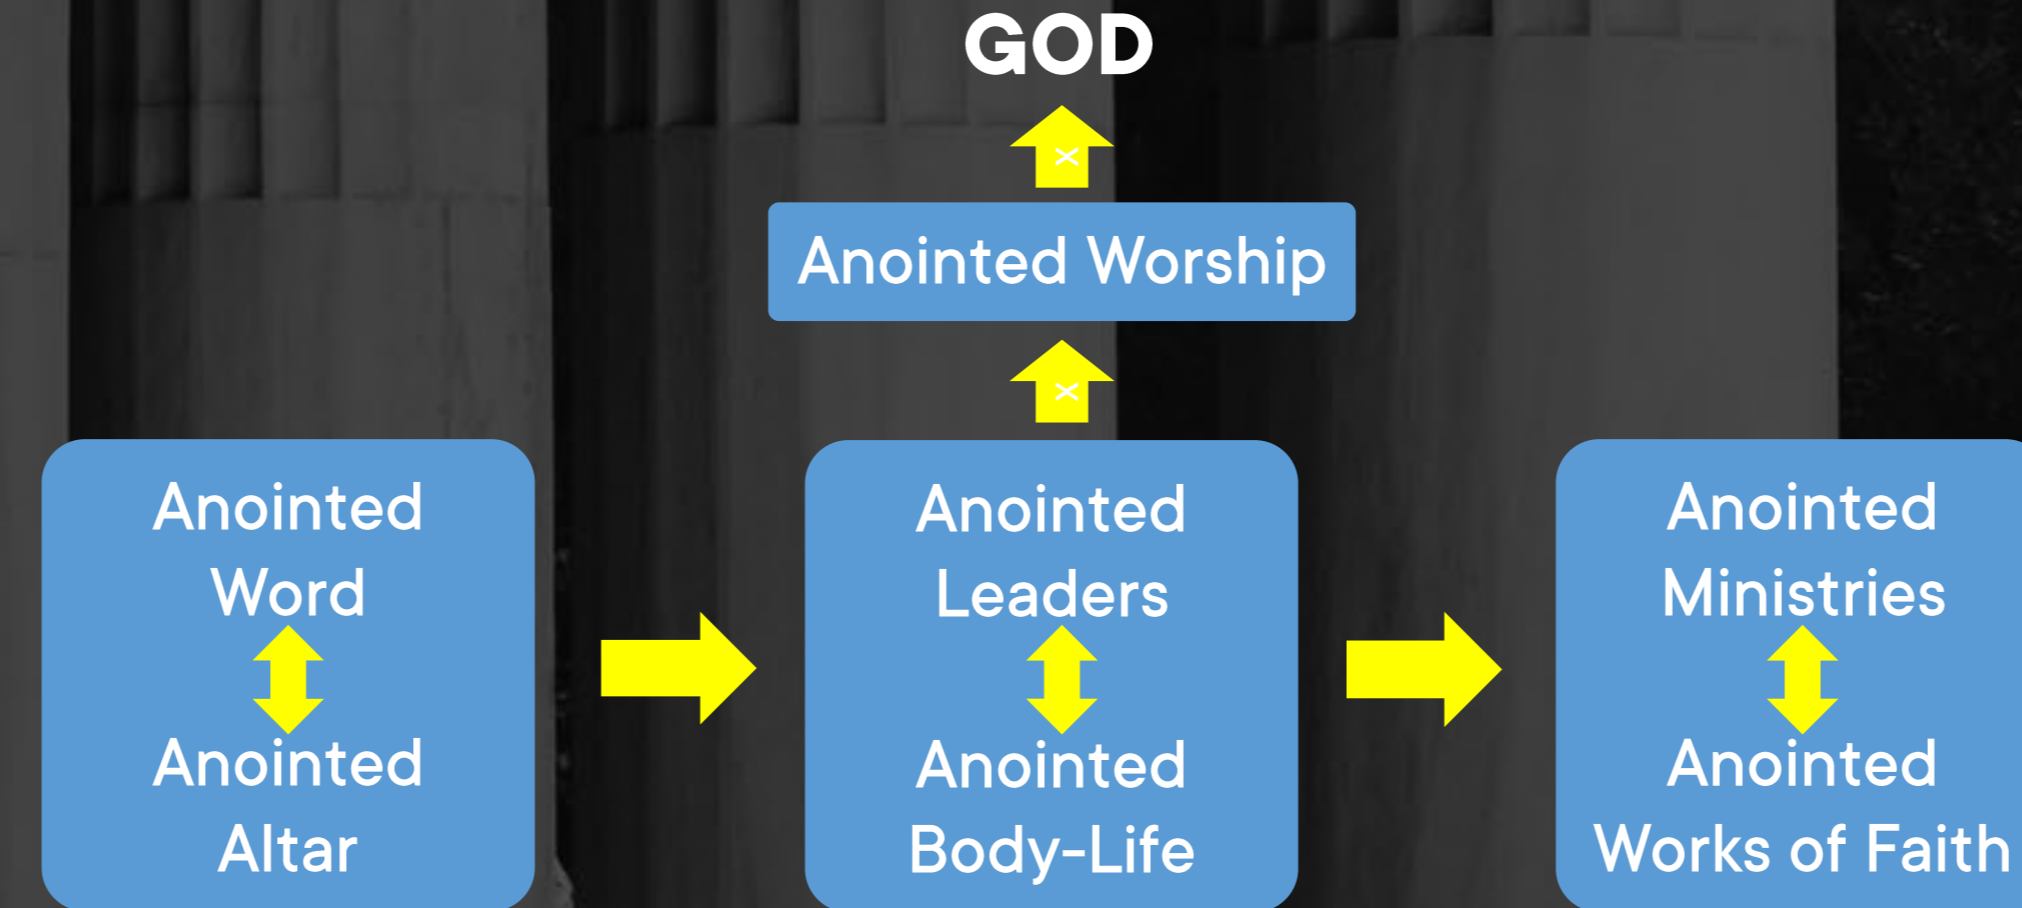 GOD
Anointed Worship
Anointed
Word
Anointed
Altar
Anointed
Leaders
Anointed
Body-Life
Anointed
Ministries
Anointed
Works of Faith